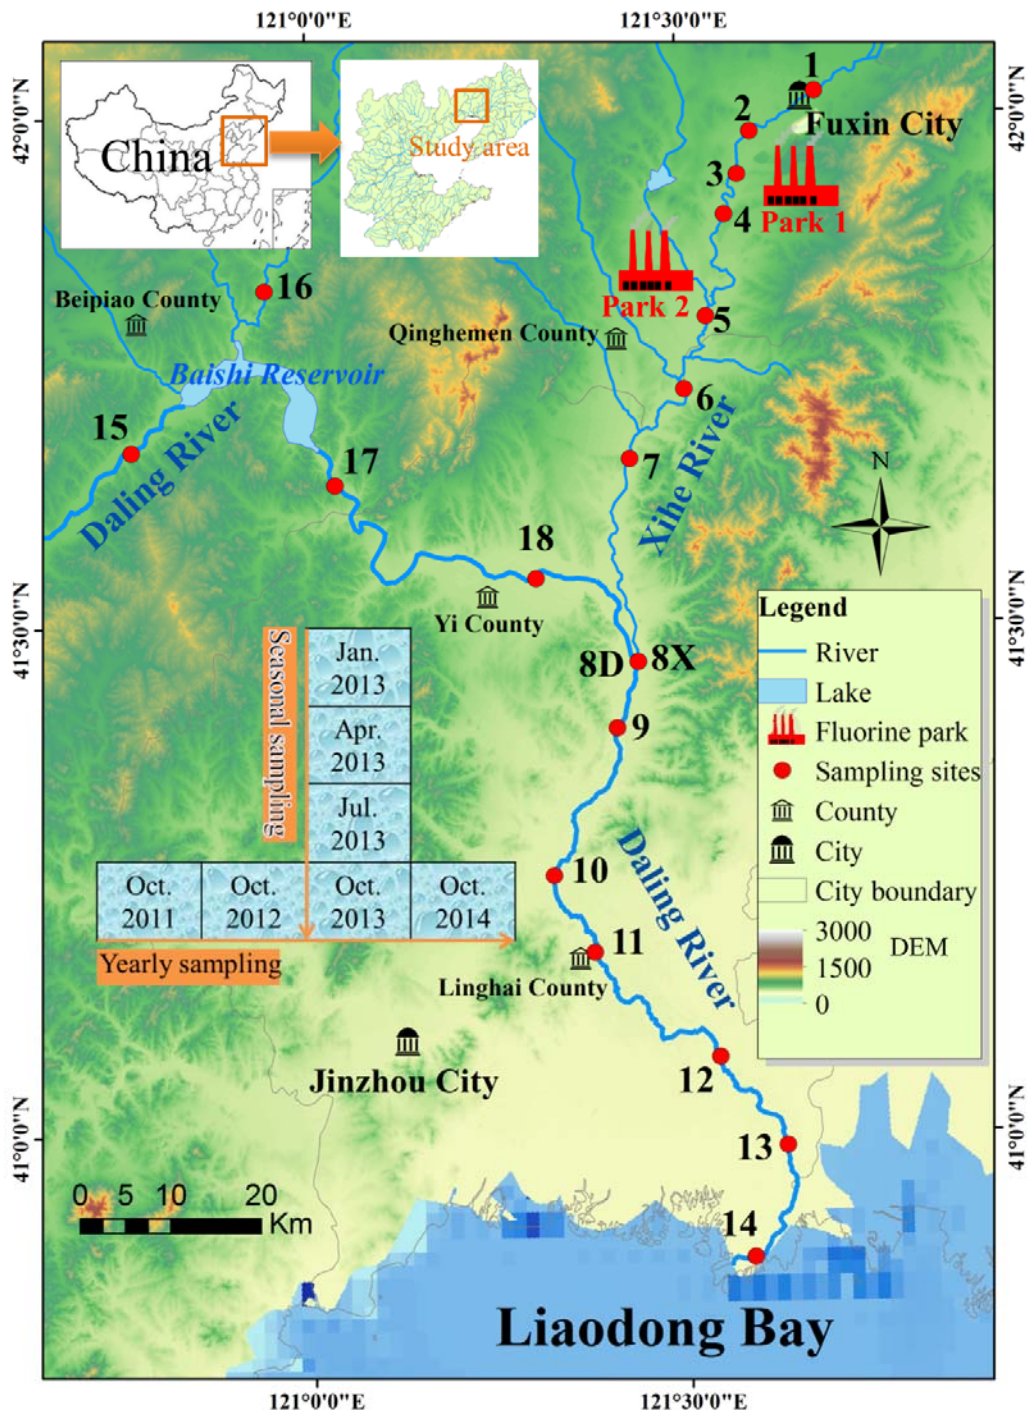 121°0'0"E
121°30'0"E
42°0'0"N
42°0'0"N
China
Study area
1
Fuxin City
2
3
4
Park 1
Park 2
5
16
Beipiao County
Qinghemen County
Baishi Reservoir
6
15
Daling River
17
7
Xihe River
N
18
Yi County
41°30'0"N
41°30'0"N
8D
8X
9
Seasonal sampling
Jan.
2013
Apr.
2013
Jul.
2013
Oct.
2011
Oct.
2012
Oct.
2013
Oct.
2014
Yearly sampling
10
Daling River
11
Linghai County
Legend
River
Lake
Fluorine park
Sampling sites
County
City
City boundary
3000
1500
0
DEM
Jinzhou City
12
13
41°0'0"N
41°0'0"N
0 5 10 20
Km
14
Liaodong Bay
121°0'0"E
121°30'0"E